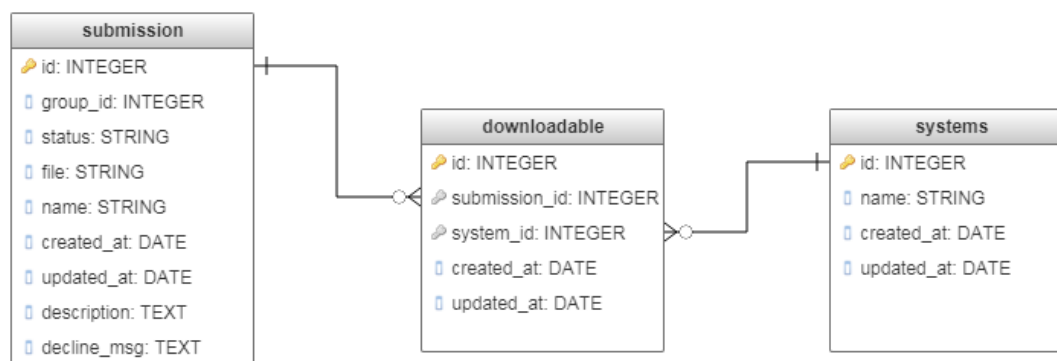 submission
id: INTEGER
group_id: INTEGER
status: STRING
file: STRING
name: STRING
created_at: DATE
updated_at: DATE
description: TEXT
decline_msg: TEXT
downloadable
id: INTEGER
submission_id: INTEGER
system_id: INTEGER
created_at: DATE
updated_at: DATE
systems
id: INTEGER
name: STRING
created_at: DATE
updated_at: DATE